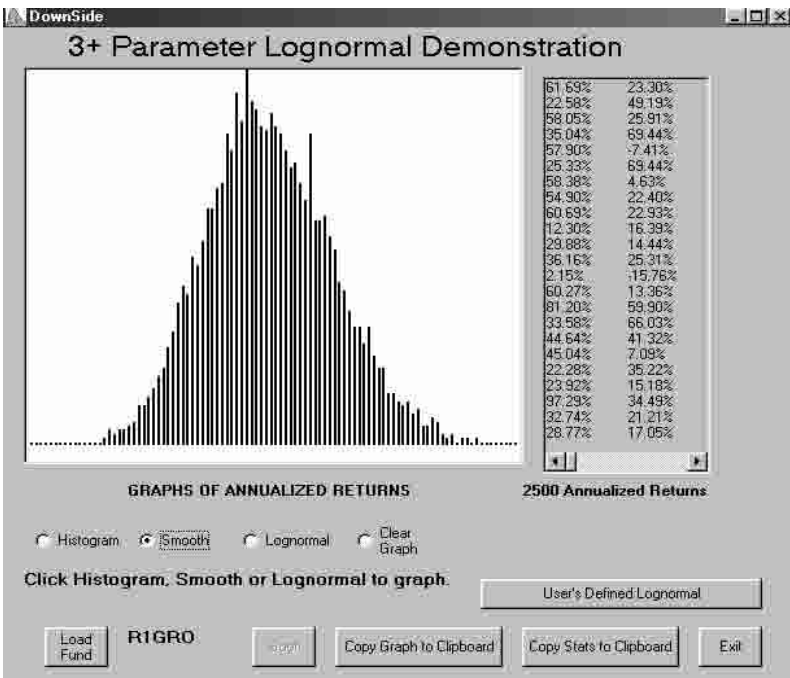 DownSide
3+ Parameter Lognormal Demonstration
61.69% 23.30%
22.58% 49.19%
58.05% 25.91%
35.04% 69.44%
57.90% -7.41%
25.33% 69.44%
58.38% 4.63%
54.90% 22.40%
60.69% 22.93%
12.30% 16.39%
29.88% 14.44%
36.16% 25.31%
2.15% -15.76%
60.27% 13.36%
81.20% 59.90%
33.58% 66.03%
44.64% 41.32%
45.04% 7.09%
22.28% 35.22%
23.92% 15.18%
97.29% 34.49%
32.74% 21.21%
28.77% 17.05%
GRAPHS OF ANNUALIZED RETURNS
2500 Annualized Returns
Histogram Smooth Lognormal Clear
Graph
Click Histogram, Smooth or Lognormal to graph.
User's Defined Lognormal
Load
Fund
R1GRO
Copy Graph to Clipboard
Copy Stats to Clipboard
Exit